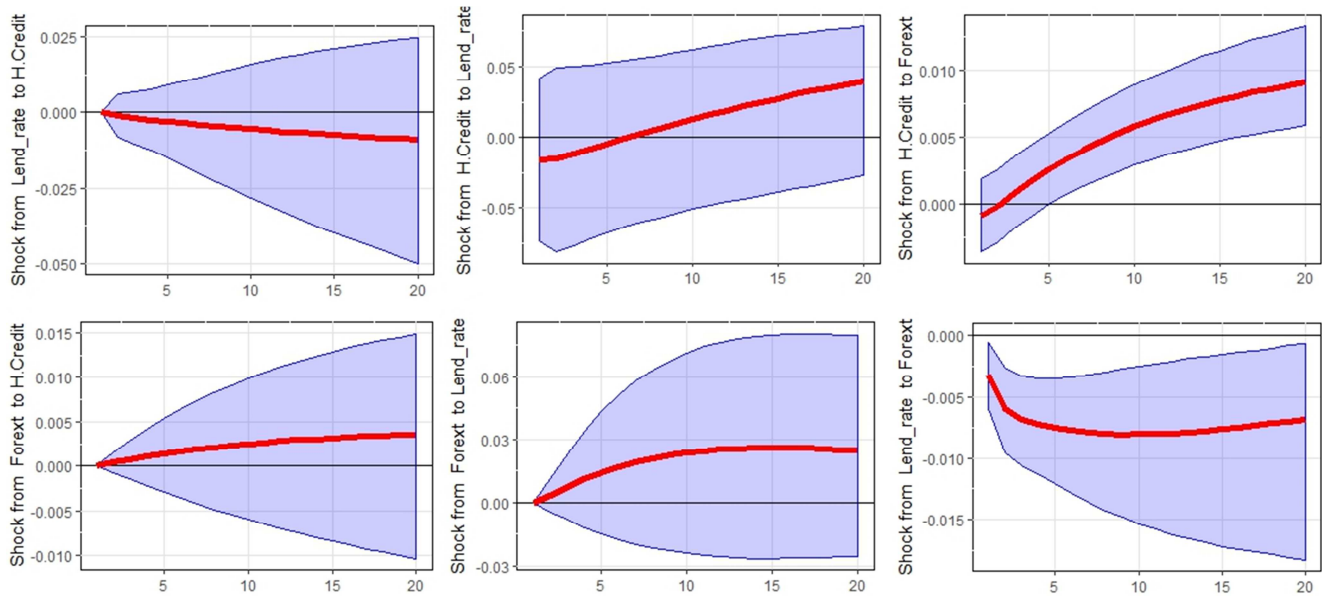 Shock from Lend_rate to H.Credit
0.025
0.000
-0.025
-0.050
5 10 15 20
Shock from H.Credit to Lend_rate
0.05
0.00
-0.05
5 10 15 20
Shock from H.Credit to Forext
0.010
0.005
0.000
5 10 15 20
Shock from Forext to H.Credit
0.015
0.010
0.005
0.000
-0.005
-0.010
5 10 15 20
Shock from Forext to Lend_rate
0.06
0.03
0.00
-0.03
5 10 15 20
Shock from Lend_rate to Forext
0.000
-0.005
-0.010
-0.015
5 10 15 20